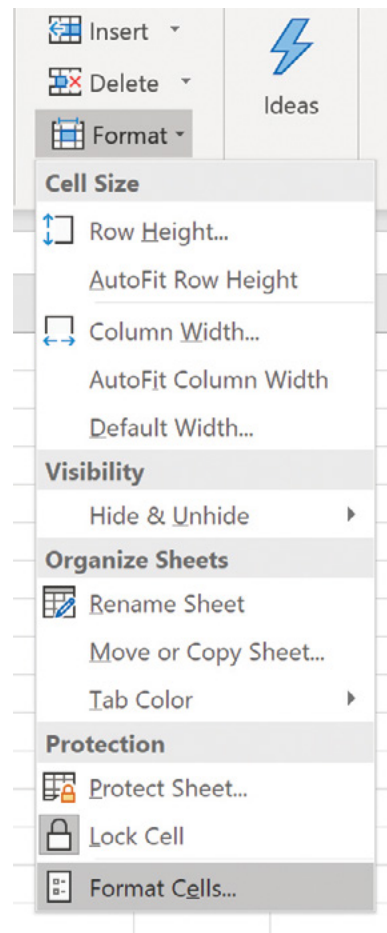 Insert
Delete
Format
Ideas
Cell Size
Row Height...
AutoFit Row Height
Column Width...
AutoFit Column Width
Default Width...
Visibility
Hide & Unhide
Organize Sheets
Rename Sheet
Move or Copy Sheet...
Tab Color
Protection
Protect Sheet...
Lock Cell
Format Cells...